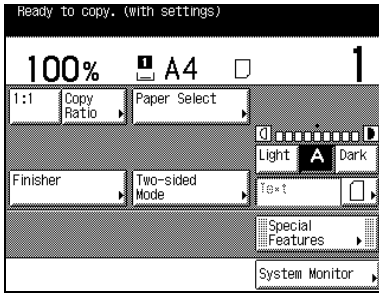 Ready to copy. (with settings)
100% 1 A4 1
1:1 Copy Ratio Paper Select
Light A Dark
Finisher Two-sided Mode
Text
Special Features
System Monitor